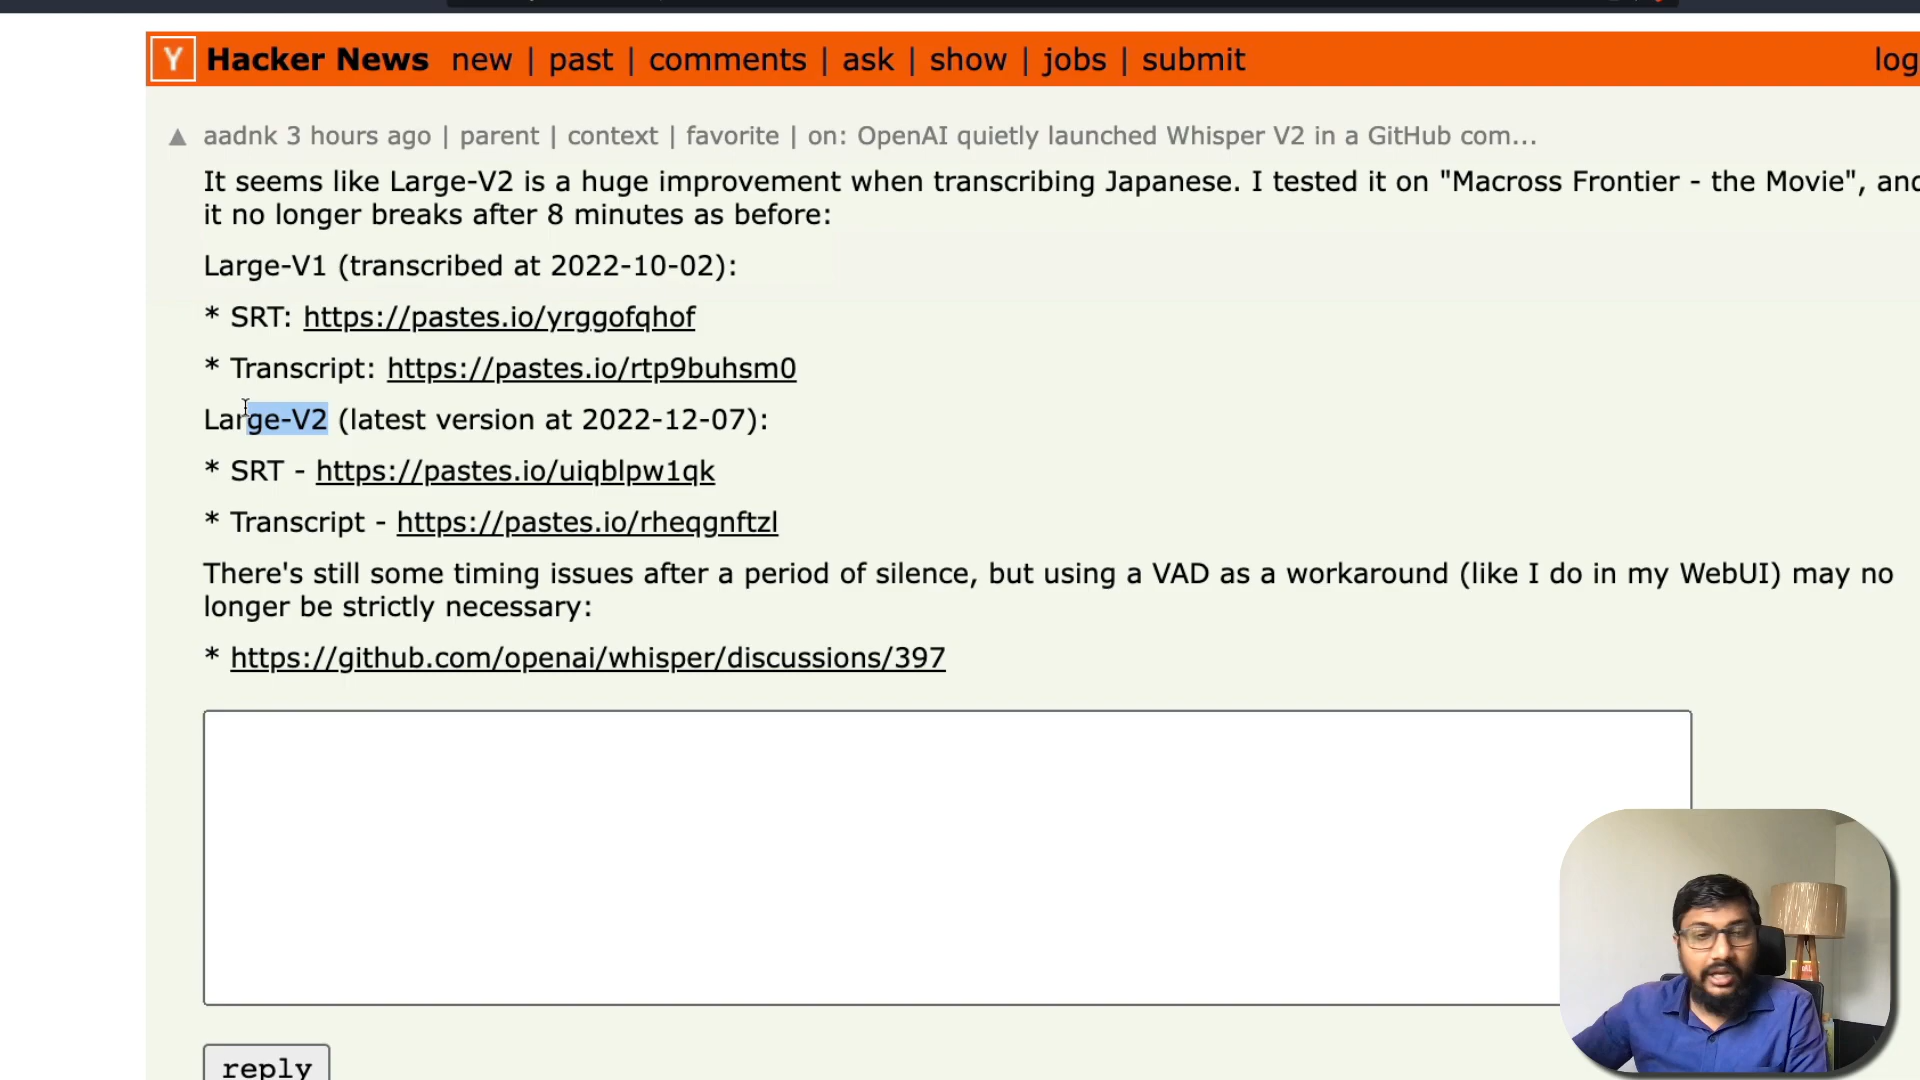 Y Hacker News new | past | comments | ask | show | jobs | submit log
▲ aadnk 3 hours ago | parent | context | favorite | on: OpenAI quietly launched Whisper V2 in a GitHub com...
It seems like Large-V2 is a huge improvement when transcribing Japanese. I tested it on "Macross Frontier - the Movie", and
it no longer breaks after 8 minutes as before:
Large-V1 (transcribed at 2022-10-02):
* SRT: https://pastes.io/yrggofqhof
* Transcript: https://pastes.io/rtp9buhsm0
Large-V2 (latest version at 2022-12-07):
* SRT - https://pastes.io/uiqblpw1qk
* Transcript - https://pastes.io/rheqgnftzl
There's still some timing issues after a period of silence, but using a VAD as a workaround (like I do in my WebUI) may no
longer be strictly necessary:
* https://github.com/openai/whisper/discussions/397
reply